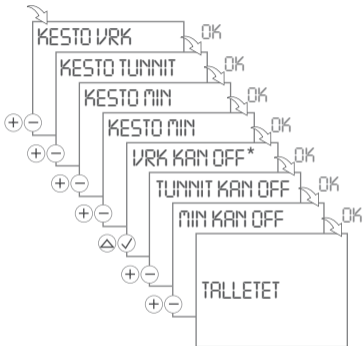 KESTO VRK
OK
KESTO TUNNIT
OK
KESTO MIN
OK
KESTO MIN
OK
VRK KAN OFF*
OK
TUNNIT KAN OFF
OK
MIN KAN OFF
OK
TALLETET